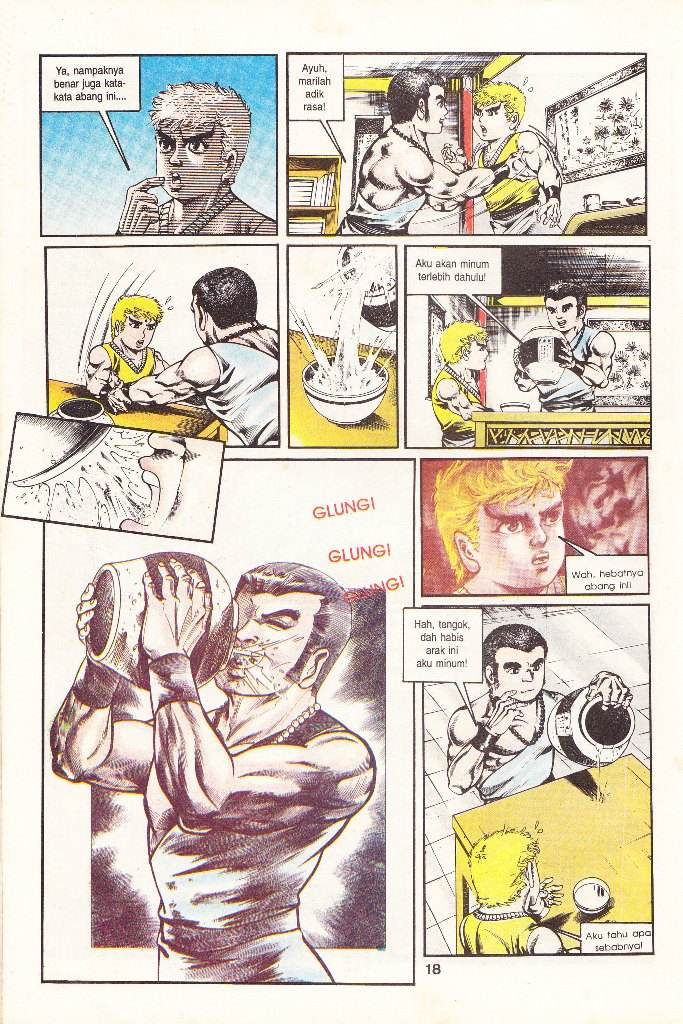 Ya, nampaknya
benar juga kata-
kata abang ini....
Ayuh,
marilah
adik
rasa!
Aku akan minum
terlebih dahulu!
GLUNG!
GLUNG!
GLUNG!
Wah, hebatnya
abang ini!
Hah, tengok,
dah habis
arak ini
aku minum!
Aku tahu apa
sebabnya!
18